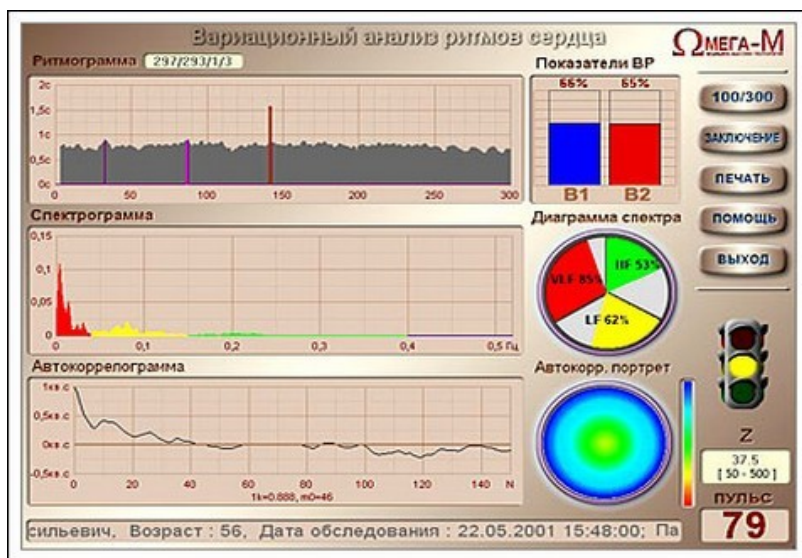 Вариационный анализ ритмов сердца
ΩМЕГА-М
Ритмограмма 297/293/1/3
2с
1,5с
1с
0,5с
0с
0 50 100 150 200 250 300
Показатели ВР
66% 65%
B1 B2
100/300
ЗАКЛЮЧЕНИЕ
ПЕЧАТЬ
ПОМОЩЬ
ВЫХОД
Спектрограмма
0,15
0,1
0,05
0
0 0,1 0,2 0,3 0,4 0,5 Гц
Диаграмма спектра
VLF 85% HF 53%
LF 62%
Автокоррелограмма
1кв.с
0,5кв.с
0кв.с
-0,5кв.с
0 20 40 60 80 100 120 140 N
1k=0.888, m0=46
Автокорр. портрет
Z
37.5
[ 50 - 500 ]
ПУЛЬС
79
сильевич, Возраст : 56, Дата обследования : 22.05.2001 15:48:00; Па